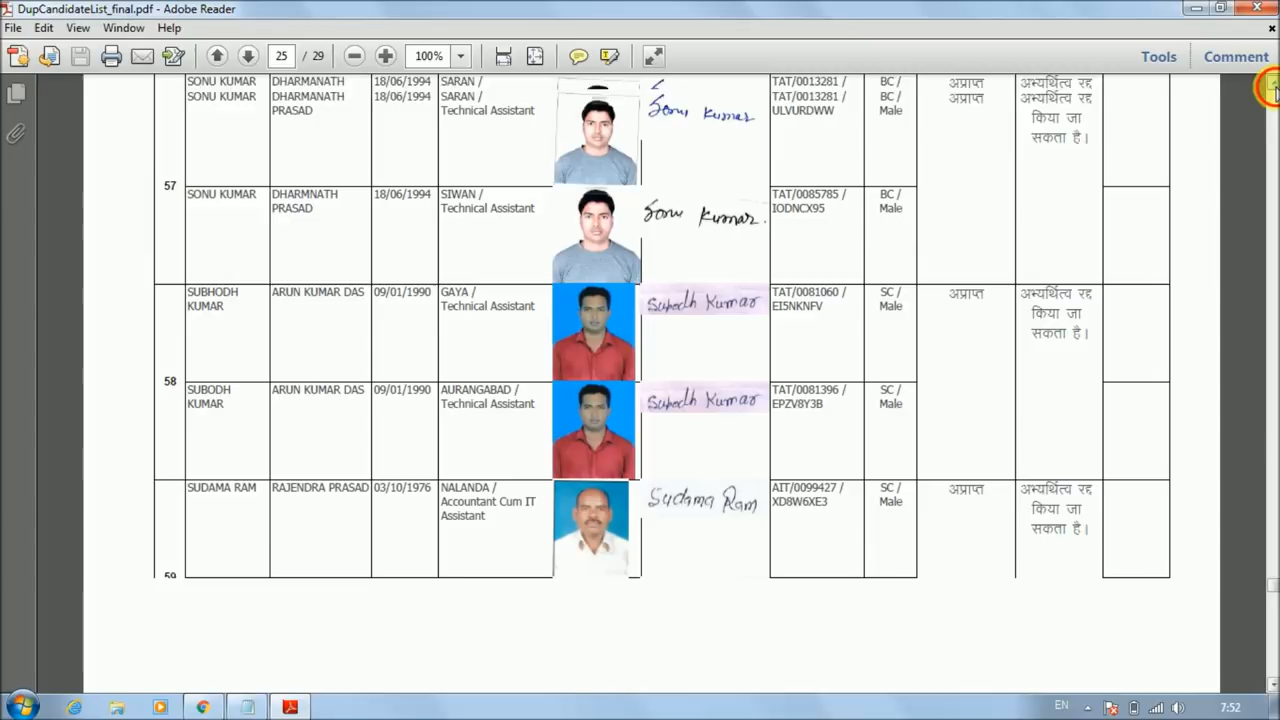 DupCandidateList_final.pdf - Adobe Reader
File Edit View Window Help
25 / 29 100% Tools Comment
SONU KUMAR DHARMANATH 18/06/1994 SARAN / TAT/0013281 / BC / अप्राप्त अभ्यर्थित्व रद्द
SONU KUMAR DHARMANATH 18/06/1994 SARAN / Sonu Kumar TAT/0013281 / BC / अप्राप्त अभ्यर्थित्व रद्द
PRASAD Technical Assistant ULVURDWW Male किया जा
सकता है।
57
SONU KUMAR DHARMNATH 18/06/1994 SIWAN / Sonu Kumar. TAT/0085785 / BC /
PRASAD Technical Assistant IODNCX95 Male
SUBHODH ARUN KUMAR DAS 09/01/1990 GAYA / Subodh Kumar TAT/0081060 / SC / अप्राप्त अभ्यर्थित्व रद्द
KUMAR Technical Assistant EI5NKNFV Male किया जा
सकता है।
58
SUBODH ARUN KUMAR DAS 09/01/1990 AURANGABAD / Subodh Kumar TAT/0081396 / SC /
KUMAR Technical Assistant EPZV8Y3B Male
SUDAMA RAM RAJENDRA PRASAD 03/10/1976 NALANDA / Sudama Ram AIT/0099427 / SC / अप्राप्त अभ्यर्थित्व रद्द
Accountant Cum IT XD8W6XE3 Male किया जा
Assistant सकता है।
59
EN 7:52